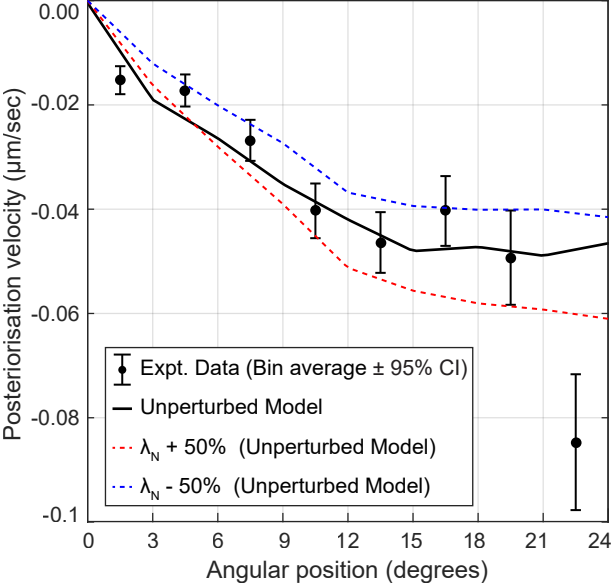 0.00
-0.02
-0.04
-0.06
-0.08
-0.1
Posteriorisation velocity (μm/sec)
Expt. Data (Bin average ± 95% CI)
Unperturbed Model
λN + 50% (Unperturbed Model)
λN - 50% (Unperturbed Model)
0 3 6 9 12 15 18 21 24
Angular position (degrees)